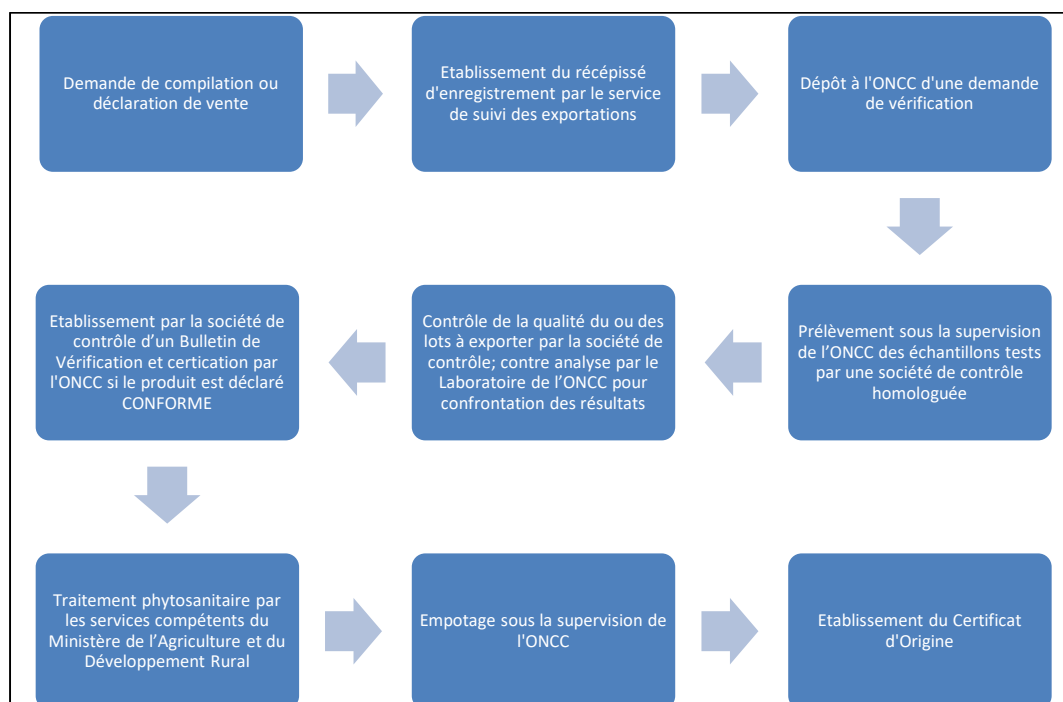 Demande de compilation ou
déclaration de vente
Etablissement du récépissé
d'enregistrement par le service
de suivi des exportations
Dépôt à l'ONCC d'une demande
de vérification
Prélèvement sous la supervision
de l’ONCC des échantillons tests
par une société de contrôle
homologuée
Contrôle de la qualité du ou des
lots à exporter par la société de
contrôle; contre analyse par le
Laboratoire de l’ONCC pour
confrontation des résultats
Etablissement par la société de
contrôle d’un Bulletin de
Vérification et certication par
l'ONCC si le produit est déclaré
CONFORME
Traitement phytosanitaire par
les services compétents du
Ministère de l’Agriculture et du
Développement Rural
Empotage sous la supervision de
l'ONCC
Etablissement du Certificat
d'Origine